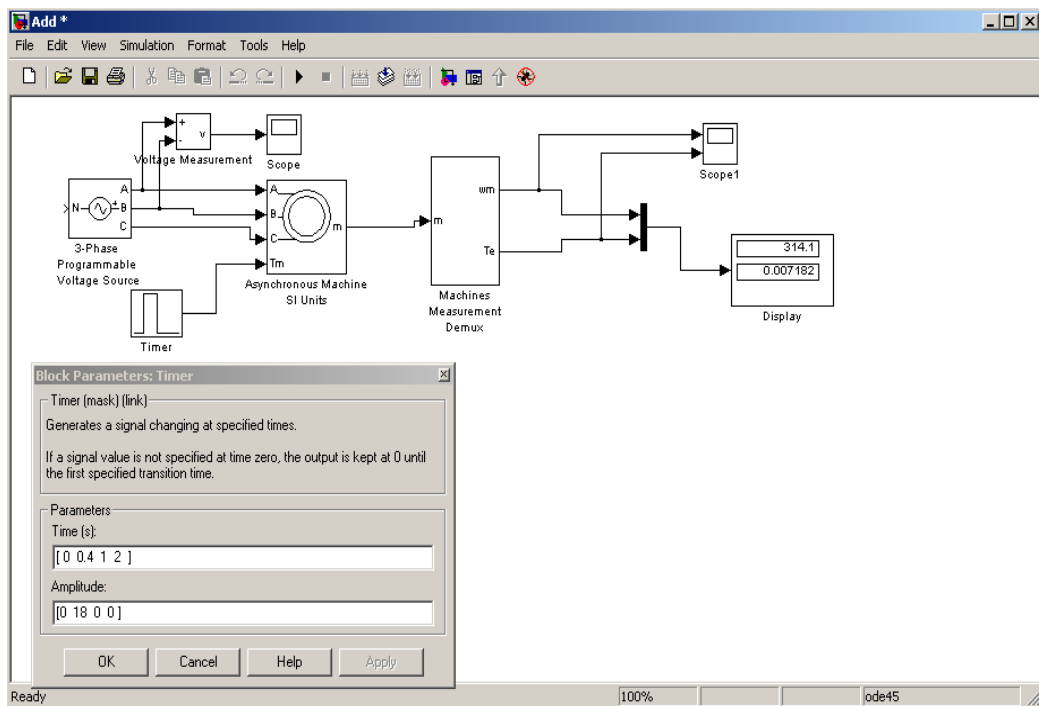 Add *
File Edit View Simulation Format Tools Help
+
-
v
Voltage Measurement
Scope
Scope1
N
A
B
C
+
3-Phase
Programmable
Voltage Source
A
B
C
Tm
m
Asynchronous Machine
SI Units
m
wm
Te
Machines
Measurement
Demux
314.1
0.007182
Display
Timer
Block Parameters: Timer
Timer (mask) (link)
Generates a signal changing at specified times.
If a signal value is not specified at time zero, the output is kept at 0 until
the first specified transition time.
Parameters
Time (s):
[ 0 0.4 1 2 ]
Amplitude:
[0 18 0 0 ]
OK Cancel Help Apply
Ready 100% ode45